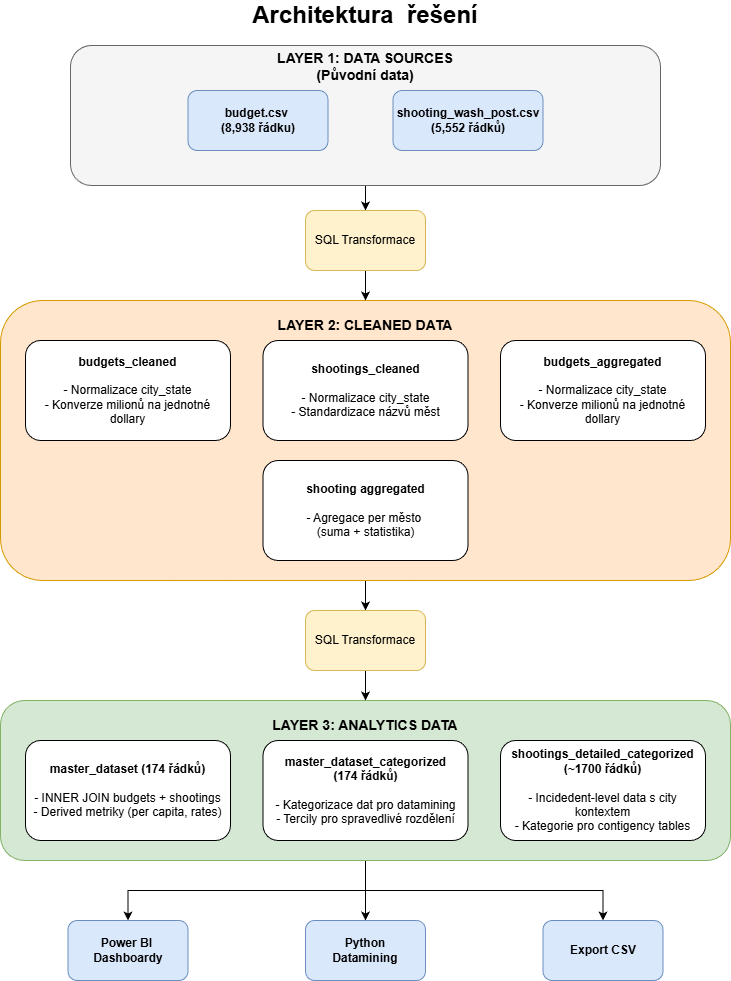 Architektura řešení
LAYER 1: DATA SOURCES
(Původní data)
budget.csv
(8,938 řádku)
shooting_wash_post.csv
(5,552 řádků)
SQL Transformace
LAYER 2: CLEANED DATA
budgets_cleaned
- Normalizace city_state
- Konverze milionů na jednotné
dollary
shootings_cleaned
- Normalizace city_state
- Standardizace názvů měst
budgets_aggregated
- Normalizace city_state
- Konverze milionů na jednotné
dollary
shooting aggregated
- Agregace per město
(suma + statistika)
SQL Transformace
LAYER 3: ANALYTICS DATA
master_dataset (174 řádků)
- INNER JOIN budgets + shootings
- Derived metriky (per capita, rates)
master_dataset_categorized
(174 řádků)
- Kategorizace dat pro datamining
- Tercily pro spravedlivé rozdělení
shootings_detailed_categorized
(~1700 řádků)
- Incidedent-level data s city
kontextem
- Kategorie pro contigency tables
Power BI
Dashboardy
Python
Datamining
Export CSV